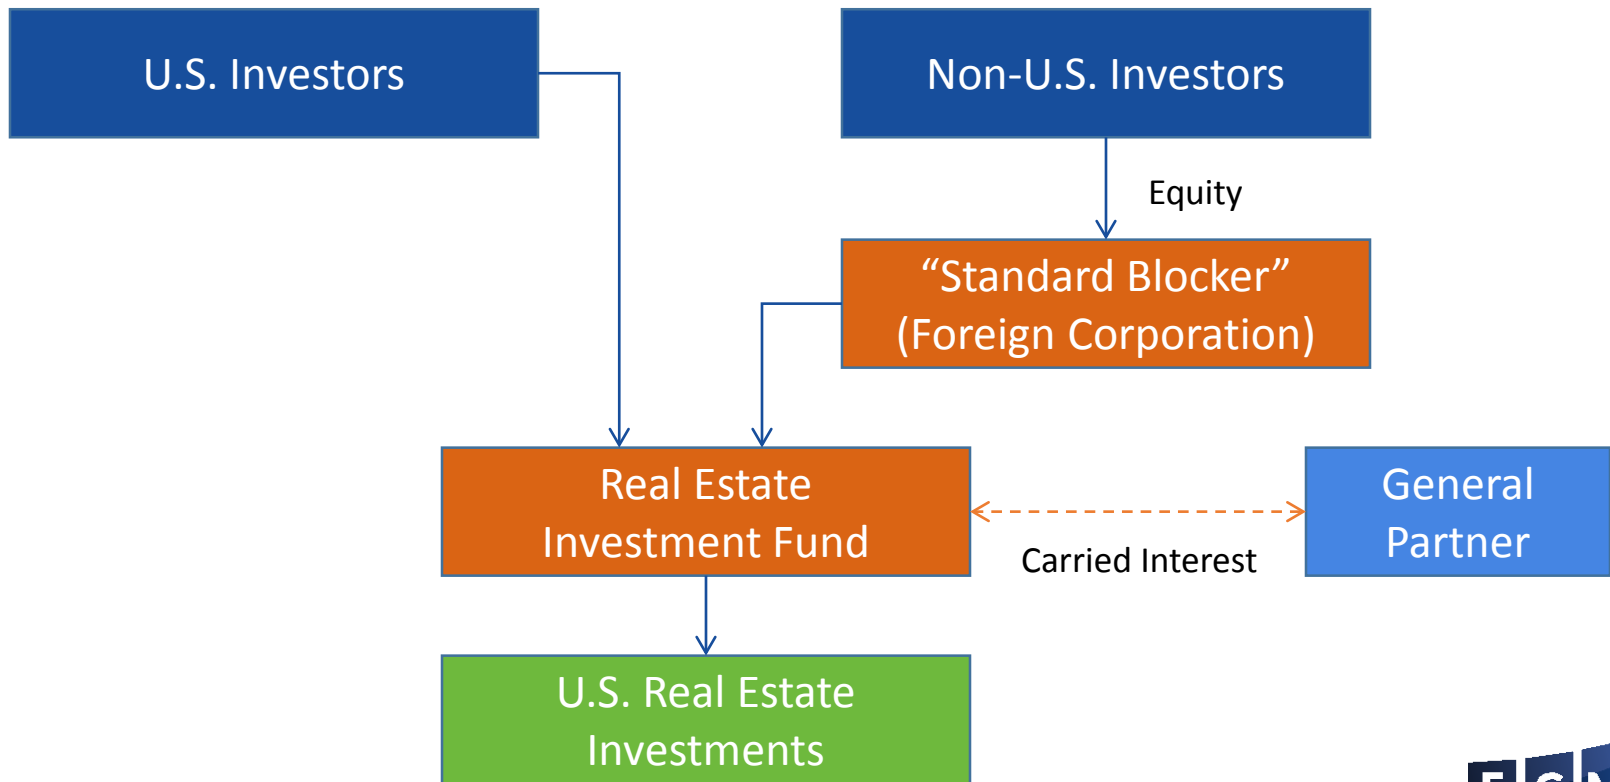 U.S. Investors
Non-U.S. Investors
Equity
“Standard Blocker”
(Foreign Corporation)
Real Estate
Investment Fund
General
Partner
Carried Interest
U.S. Real Estate
Investments